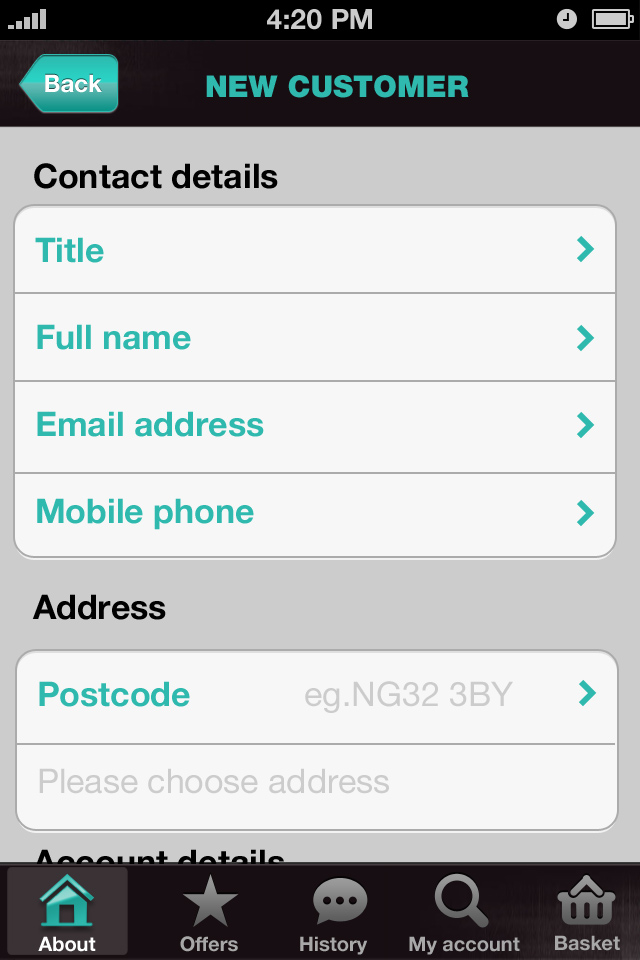 4:20 PM
Back
NEW CUSTOMER
Contact details
Title
Full name
Email address
Mobile phone
Address
Postcode eg.NG32 3BY
Please choose address
Account details
About Offers History My account Basket